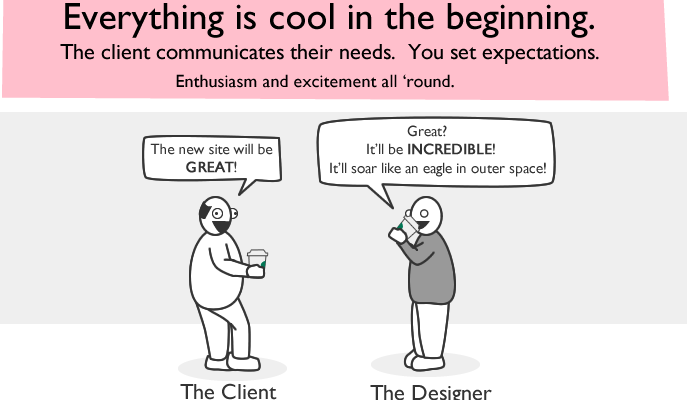 Everything is cool in the beginning.
The client communicates their needs.  You set expectations.
Enthusiasm and excitement all ‘round.
The new site will be
GREAT!
Great?
It’ll be INCREDIBLE!
It’ll soar like an eagle in outer space!
The Client
The Designer